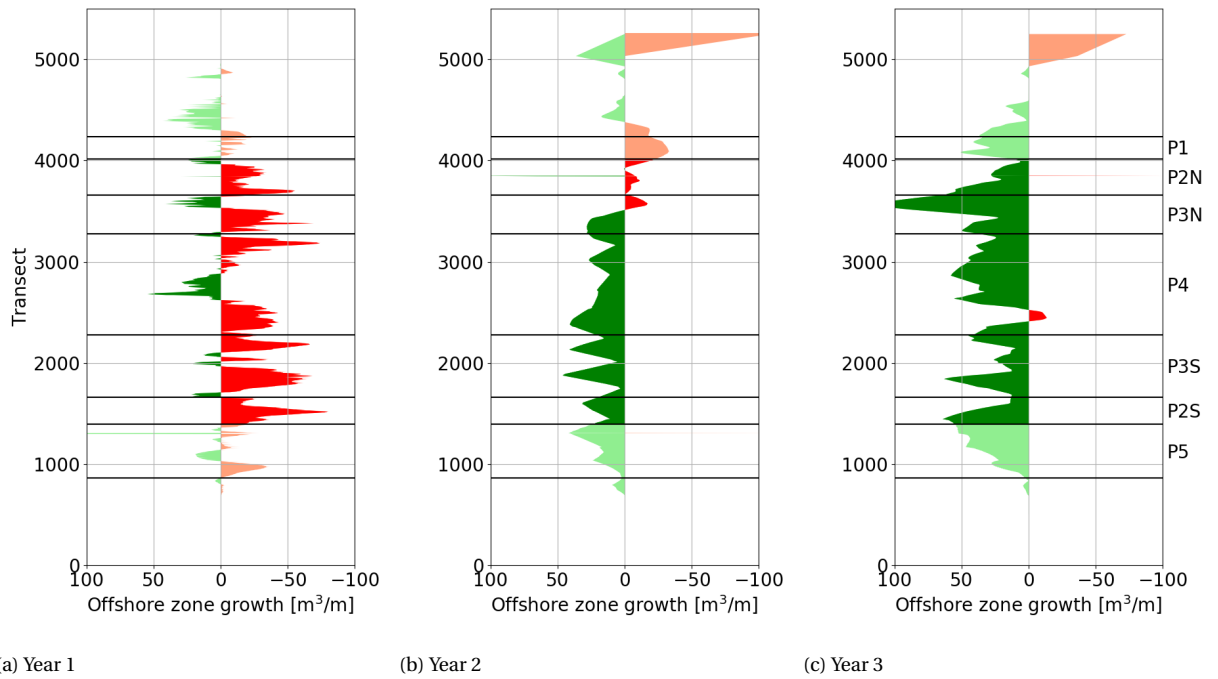 5000
4000
3000
2000
1000
0
Transect
100 50 0 −50 −100
Offshore zone growth [m³/m]
(a) Year 1
5000
4000
3000
2000
1000
0
100 50 0 −50 −100
Offshore zone growth [m³/m]
(b) Year 2
5000
4000
3000
2000
1000
0
100 50 0 −50 −100
Offshore zone growth [m³/m]
P1
P2N
P3N
P4
P3S
P2S
P5
(c) Year 3